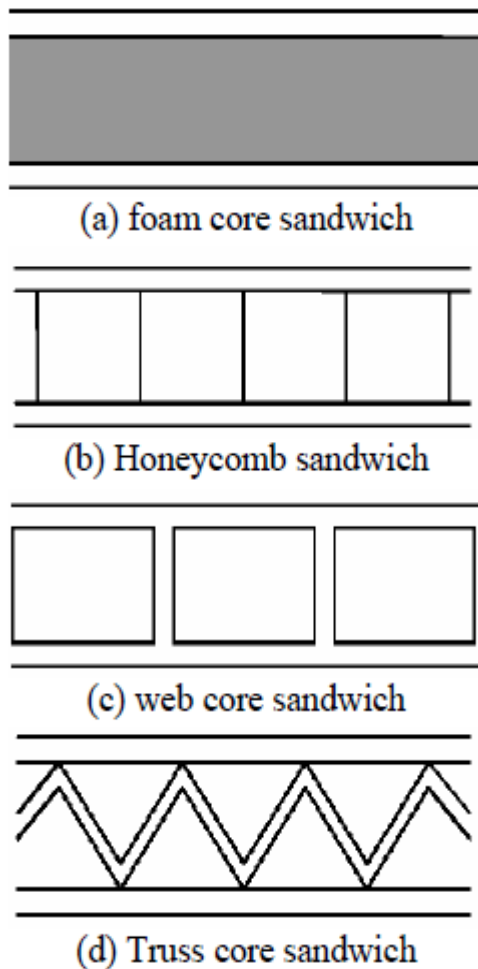 (a) foam core sandwich
(b) Honeycomb sandwich
(c) web core sandwich
(d) Truss core sandwich